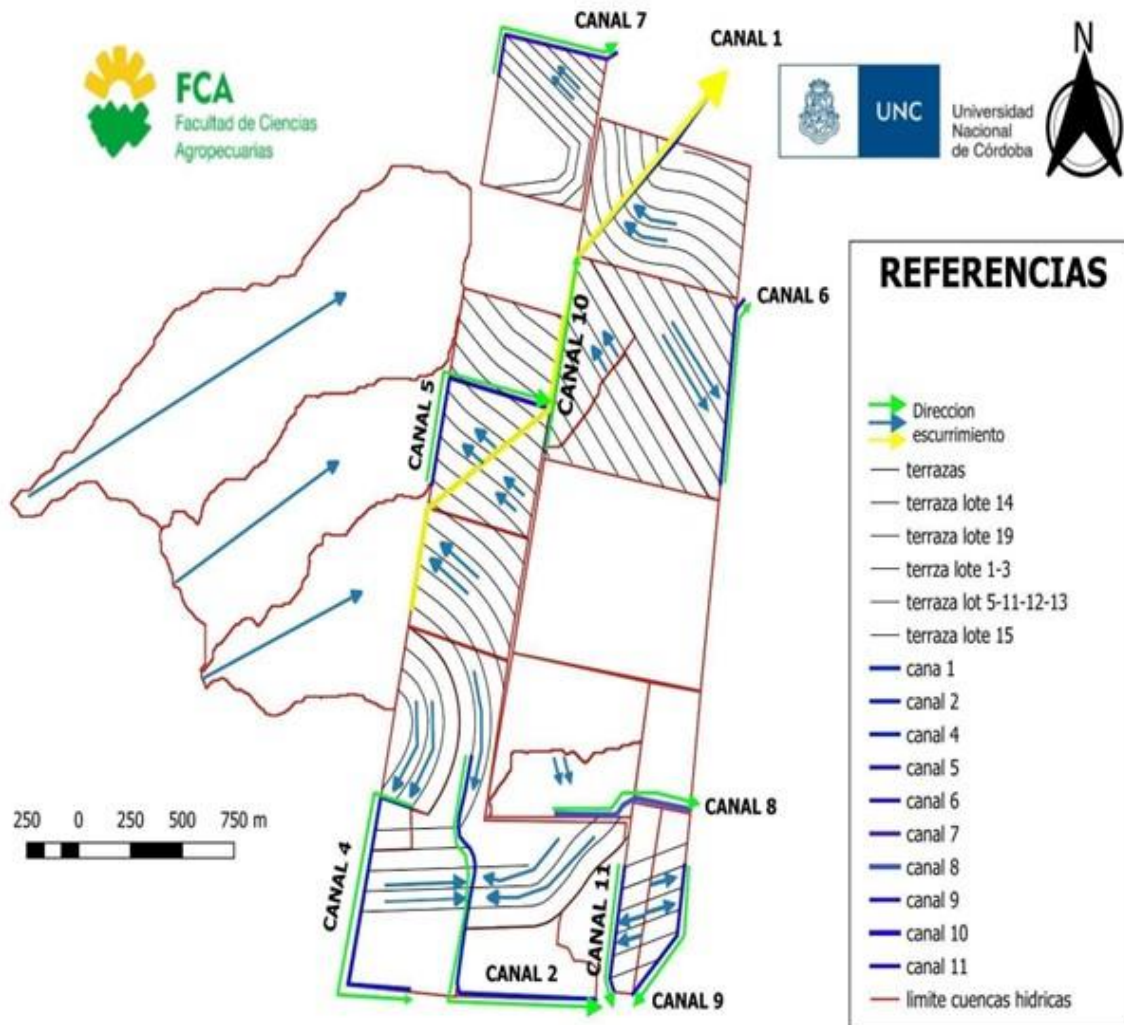 CANAL 7
CANAL 1
N
FCA
Facultad de Ciencias
Agropecuarias
UNC
Universidad
Nacional
de Córdoba
CANAL 6
CANAL 10
CANAL 5
CANAL 8
CANAL 4
CANAL 11
CANAL 2
CANAL 9
250 0 250 500 750 m
REFERENCIAS
Direccion
escurrimiento
terrazas
terraza lote 14
terraza lote 19
terrza lote 1-3
terraza lot 5-11-12-13
terraza lote 15
cana 1
canal 2
canal 4
canal 5
canal 6
canal 7
canal 8
canal 9
canal 10
canal 11
limite cuencas hidricas